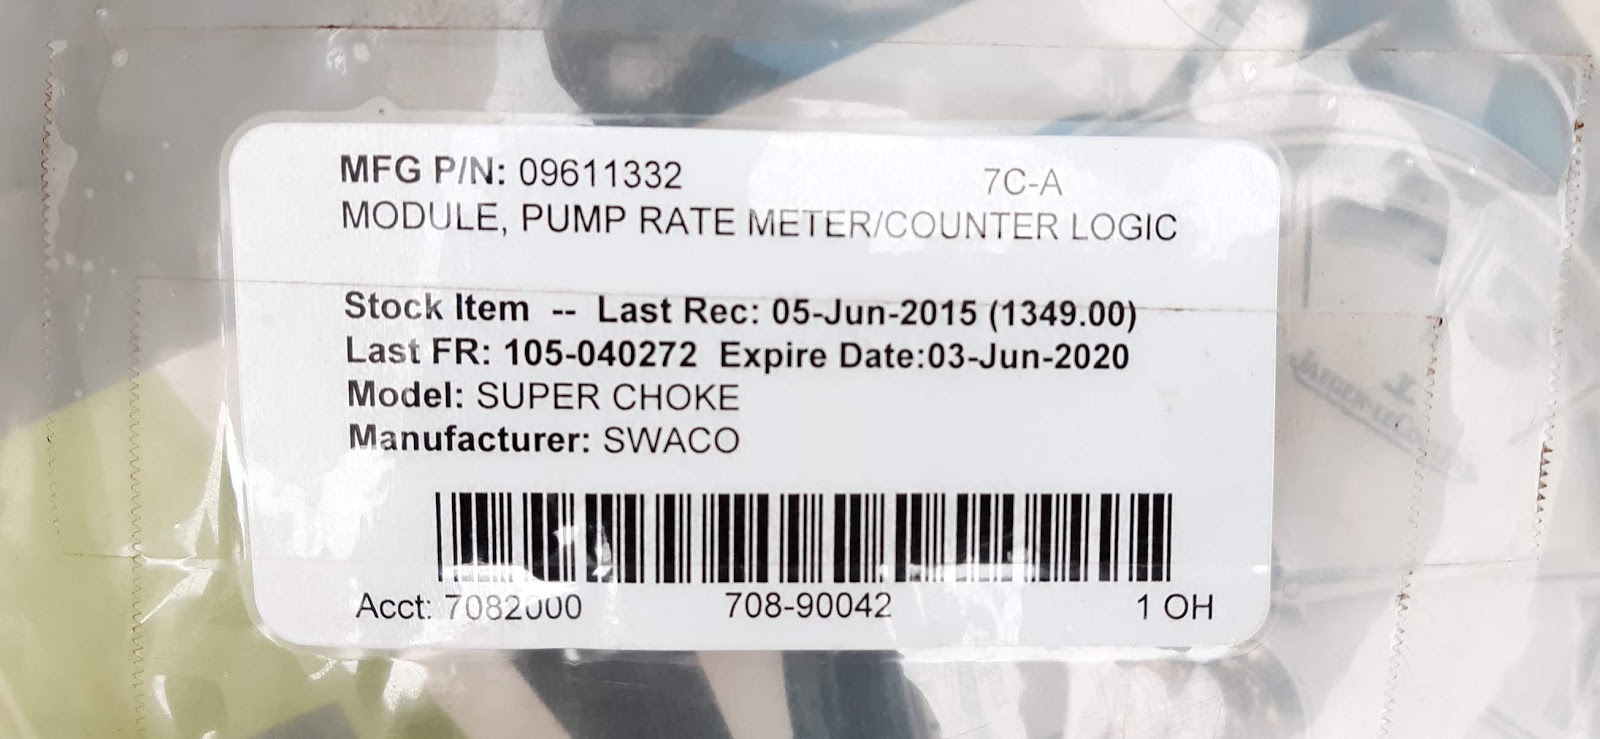 MFG P/N: 09611332 7C-A
MODULE, PUMP RATE METER/COUNTER LOGIC
Stock Item -- Last Rec: 05-Jun-2015 (1349.00)
Last FR: 105-040272 Expire Date:03-Jun-2020
Model: SUPER CHOKE
Manufacturer: SWACO
Acct: 7082000 708-90042 1 OH
JAEGER-LECOULTRE